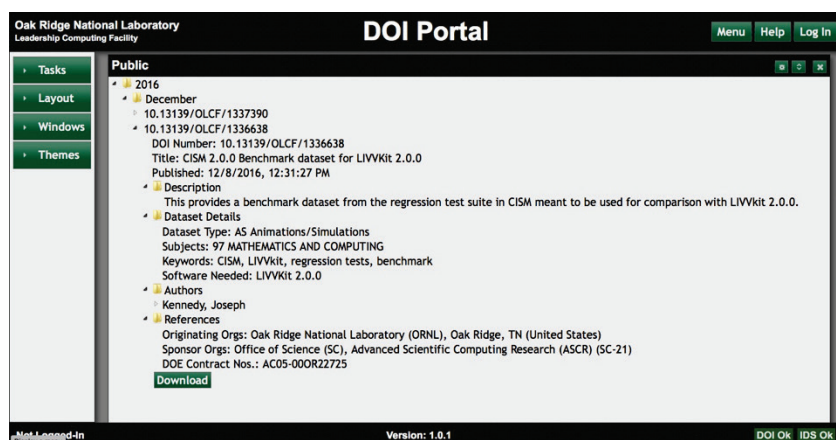 Oak Ridge National Laboratory
Leadership Computing Facility
DOI Portal
Menu Help Log In
Tasks
Layout
Windows
Themes
Public
2016
December
10.13139/OLCF/1337390
10.13139/OLCF/1336638
DOI Number: 10.13139/OLCF/1336638
Title: CISM 2.0.0 Benchmark dataset for LIVVKit 2.0.0
Published: 12/8/2016, 12:31:27 PM
Description
This provides a benchmark dataset from the regression test suite in CISM meant to be used for comparison with LIVVkit 2.0.0.
Dataset Details
Dataset Type: AS Animations/Simulations
Subjects: 97 MATHEMATICS AND COMPUTING
Keywords: CISM, LIVVkit, regression tests, benchmark
Software Needed: LIVVKit 2.0.0
Authors
Kennedy, Joseph
References
Originating Orgs: Oak Ridge National Laboratory (ORNL), Oak Ridge, TN (United States)
Sponsor Orgs: Office of Science (SC), Advanced Scientific Computing Research (ASCR) (SC-21)
DOE Contract Nos.: AC05-00OR22725
Download
Not Logged-In
Version: 1.0.1
DOI Ok IDS Ok